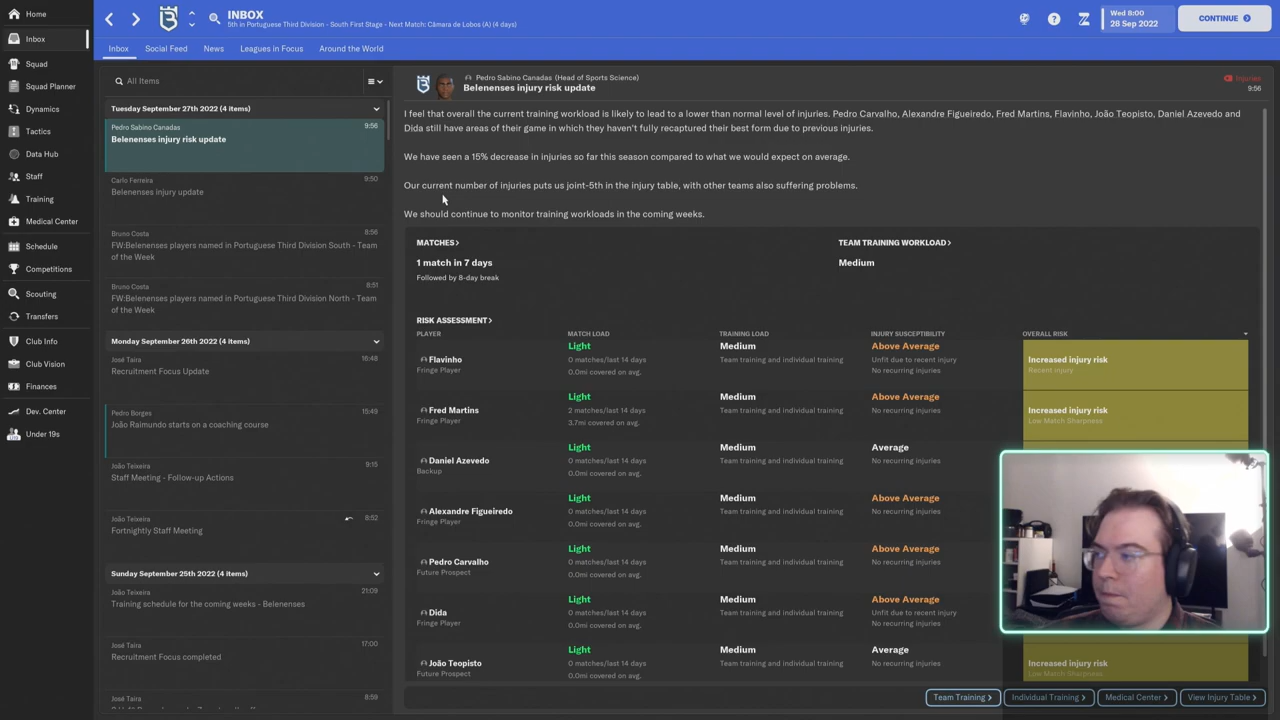 Home
Inbox
Squad
Squad Planner
Dynamics
Tactics
Data Hub
Staff
Training
Medical Center
Schedule
Competitions
Scouting
Transfers
Club Info
Club Vision
Finances
Dev. Center
Under 19s
INBOX
5th in Portuguese Third Division - South First Stage - Next Match: Câmara de Lobos (A) (4 days)
Wed 8:00
28 Sep 2022
CONTINUE
Inbox
Social Feed
News
Leagues in Focus
Around the World
All Items
Tuesday September 27th 2022 (4 items)
Pedro Sabino Canadas 9:56
Belenenses injury risk update
Carlo Ferreira 9:50
Belenenses injury update
Bruno Costa 8:56
FW:Belenenses players named in Portuguese Third Division South - Team
of the Week
Bruno Costa 8:51
FW:Belenenses players named in Portuguese Third Division North - Team
of the Week
Monday September 26th 2022 (4 items)
José Taira 16:48
Recruitment Focus Update
Pedro Borges 15:49
João Raimundo starts on a coaching course
João Teixeira 9:15
Staff Meeting - Follow-up Actions
João Teixeira 8:52
Fortnightly Staff Meeting
Sunday September 25th 2022 (4 items)
João Teixeira 21:09
Training schedule for the coming weeks - Belenenses
José Taira 17:00
Recruitment Focus completed
José Taira 8:59
Pedro Sabino Canadas (Head of Sports Science)
Belenenses injury risk update
Injuries
9:56
I feel that overall the current training workload is likely to lead to a lower than normal level of injuries. Pedro Carvalho, Alexandre Figueiredo, Fred Martins, Flavinho, João Teopisto, Daniel Azevedo and
Dida still have areas of their game in which they haven't fully recaptured their best form due to previous injuries.
We have seen a 15% decrease in injuries so far this season compared to what we would expect on average.
Our current number of injuries puts us joint-5th in the injury table, with other teams also suffering problems.
We should continue to monitor training workloads in the coming weeks.
MATCHES
1 match in 7 days
Followed by 8-day break
TEAM TRAINING WORKLOAD
Medium
RISK ASSESSMENT
PLAYER MATCH LOAD TRAINING LOAD INJURY SUSCEPTIBILITY OVERALL RISK
Flavinho
Fringe Player
Light
0 matches/last 14 days
0.0mi covered on avg.
Medium
Team training and individual training
Above Average
Unfit due to recent injury
No recurring injuries
Increased injury risk
Recent injury
Fred Martins
Fringe Player
Light
2 matches/last 14 days
3.7mi covered on avg.
Medium
Team training and individual training
Above Average
No recurring injuries
Increased injury risk
Low Match Sharpness
Daniel Azevedo
Backup
Light
0 matches/last 14 days
0.0mi covered on avg.
Medium
Team training and individual training
Average
No recurring injuries
Alexandre Figueiredo
Fringe Player
Light
0 matches/last 14 days
0.0mi covered on avg.
Medium
Team training and individual training
Above Average
No recurring injuries
Pedro Carvalho
Future Prospect
Light
0 matches/last 14 days
0.0mi covered on avg.
Medium
Team training and individual training
Above Average
No recurring injuries
Dida
Fringe Player
Light
0 matches/last 14 days
0.0mi covered on avg.
Medium
Team training and individual training
Above Average
Unfit due to recent injury
No recurring injuries
João Teopisto
Future Prospect
Light
0 matches/last 14 days
0.0mi covered on avg.
Medium
Team training and individual training
Average
No recurring injuries
Increased injury risk
Low Match Sharpness
Team Training
Individual Training
Medical Center
View Injury Table